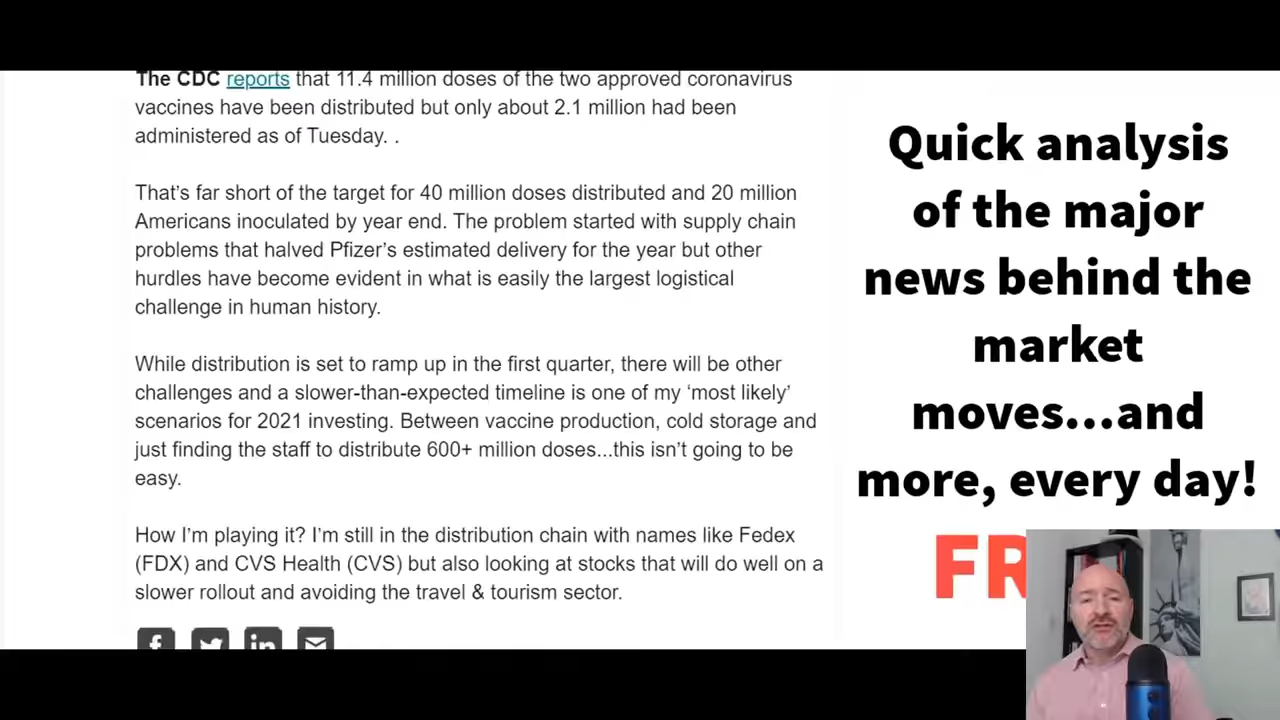 The CDC reports that 11.4 million doses of the two approved coronavirus
vaccines have been distributed but only about 2.1 million had been
administered as of Tuesday. .
That's far short of the target for 40 million doses distributed and 20 million
Americans inoculated by year end. The problem started with supply chain
problems that halved Pfizer's estimated delivery for the year but other
hurdles have become evident in what is easily the largest logistical
challenge in human history.
While distribution is set to ramp up in the first quarter, there will be other
challenges and a slower-than-expected timeline is one of my 'most likely'
scenarios for 2021 investing. Between vaccine production, cold storage and
just finding the staff to distribute 600+ million doses...this isn't going to be
easy.
How I'm playing it? I'm still in the distribution chain with names like Fedex
(FDX) and CVS Health (CVS) but also looking at stocks that will do well on a
slower rollout and avoiding the travel & tourism sector.
Quick analysis
of the major
news behind the
market
moves...and
more, every day!